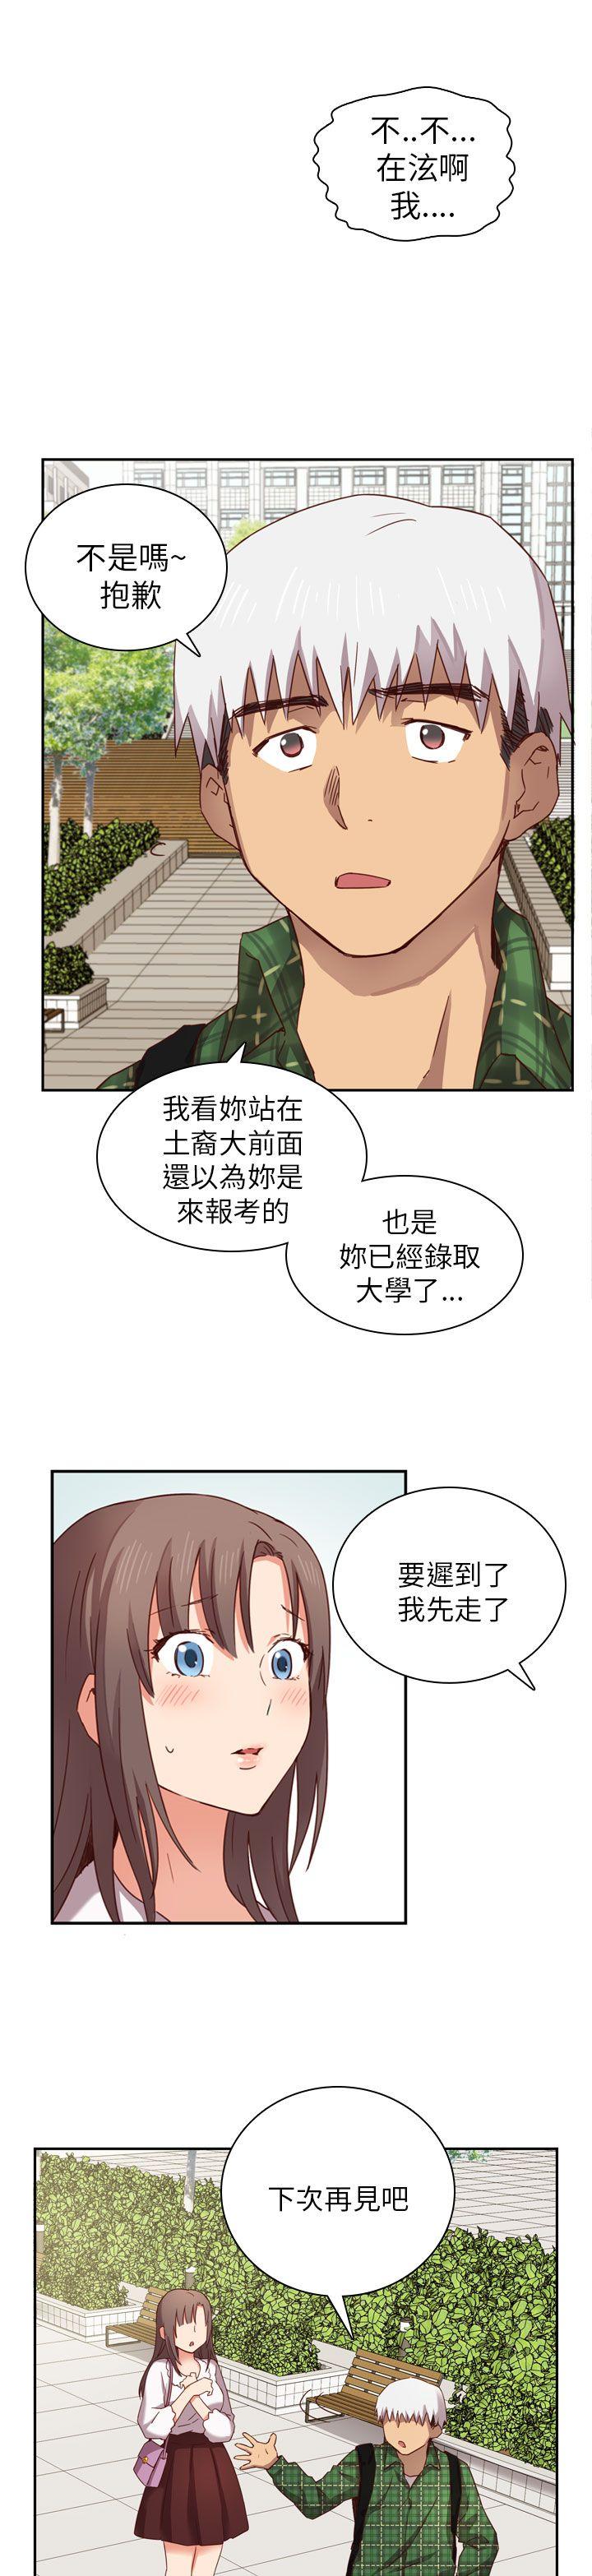 不..不...
在泫啊
我....
不是嗎~
抱歉
我看妳站在
土裔大前面
還以為妳是
來報考的
也是
妳已經錄取
大學了...
要遲到了
我先走了
下次再見吧